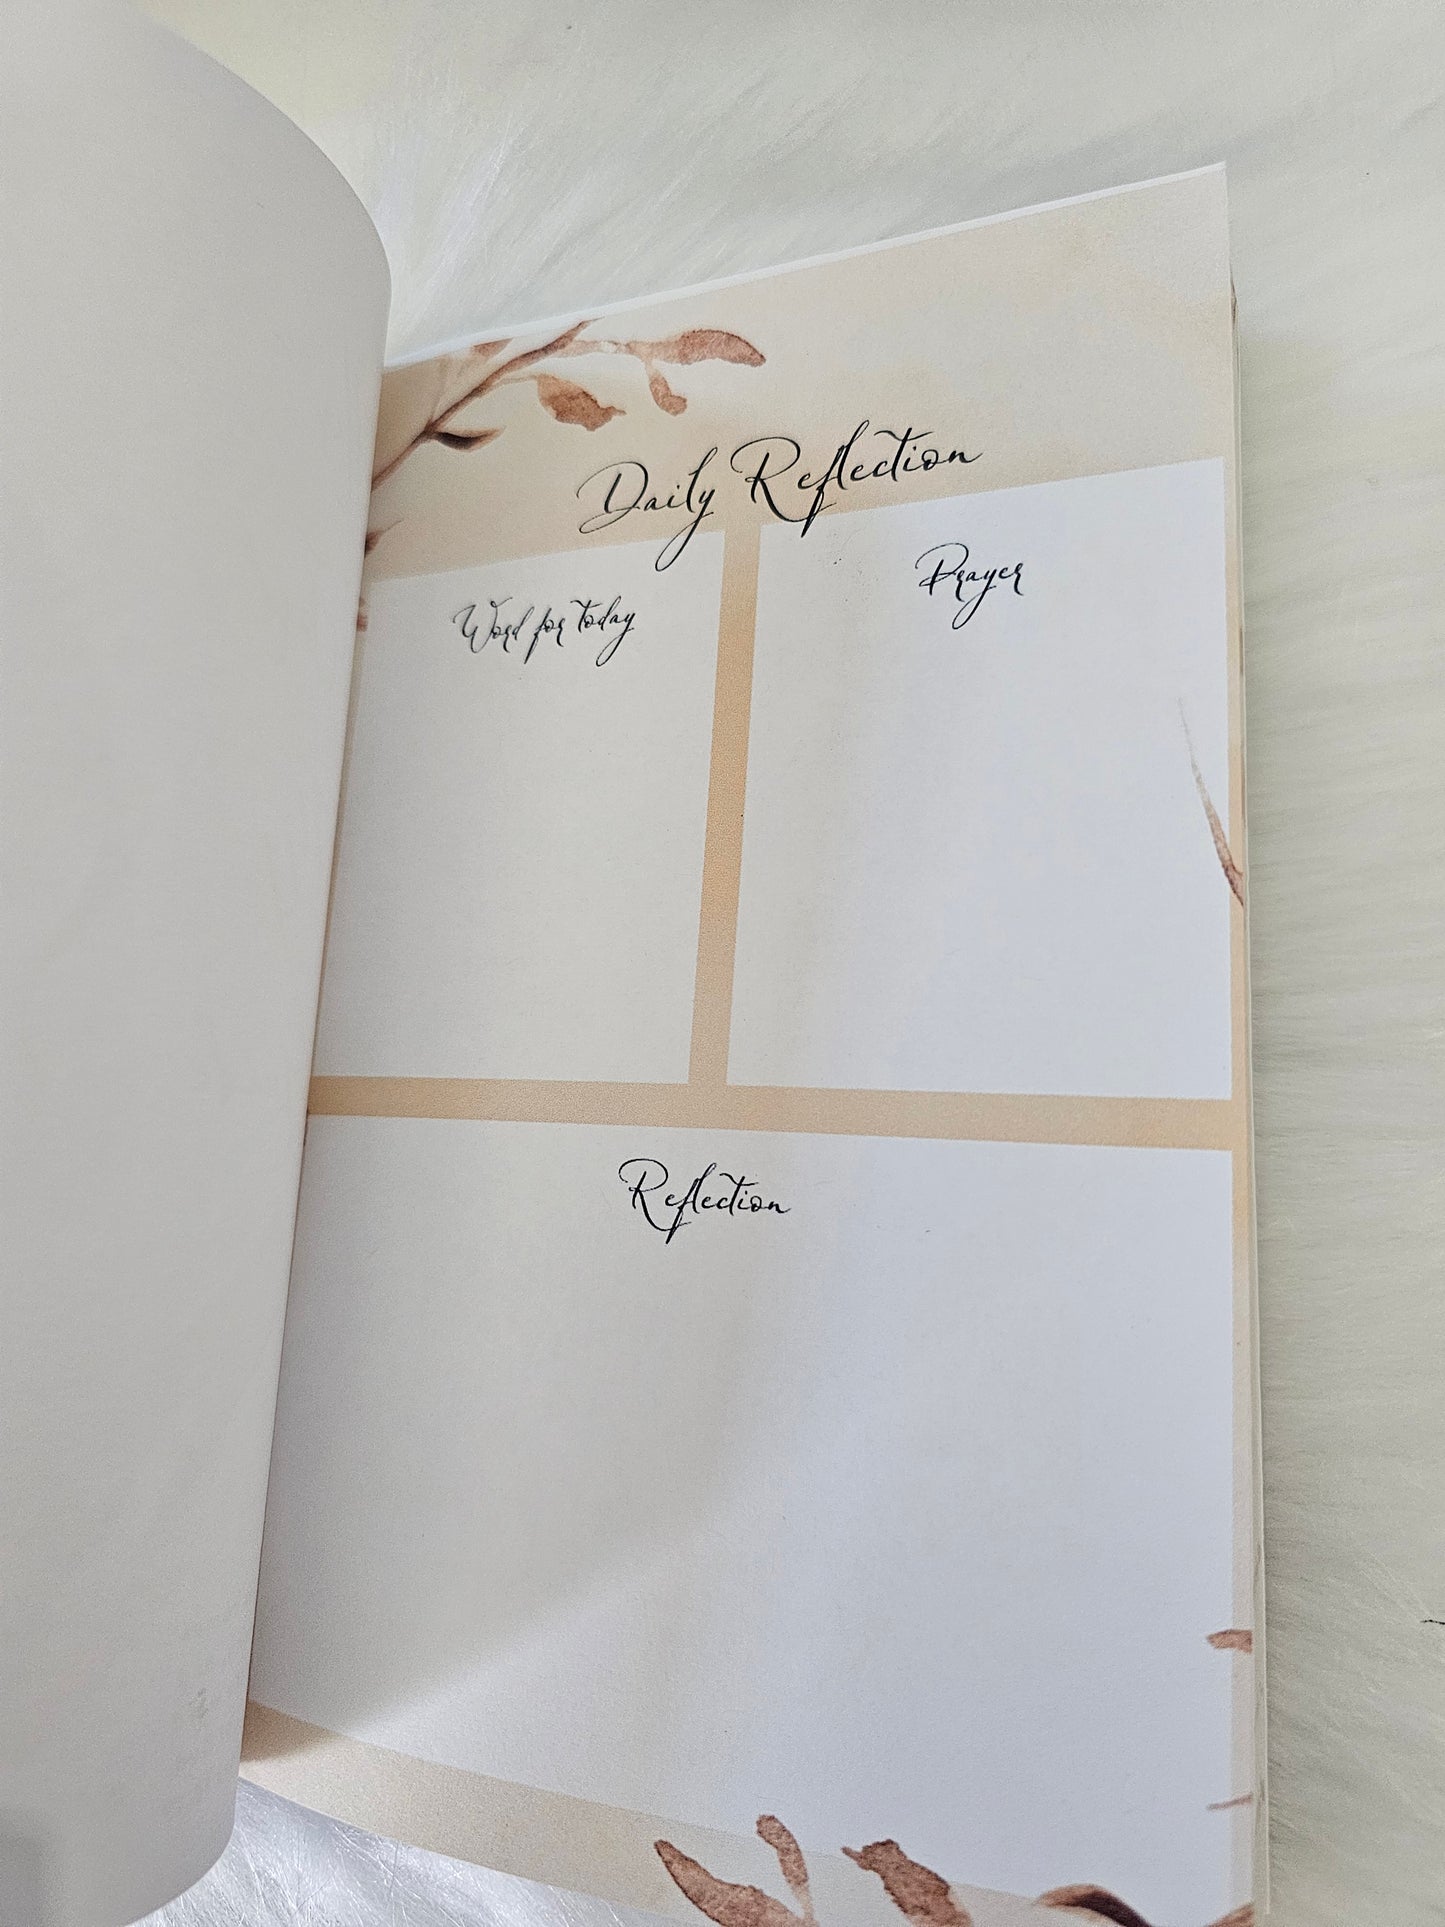 Daily Reflection
Word for today
Prayer
Reflection